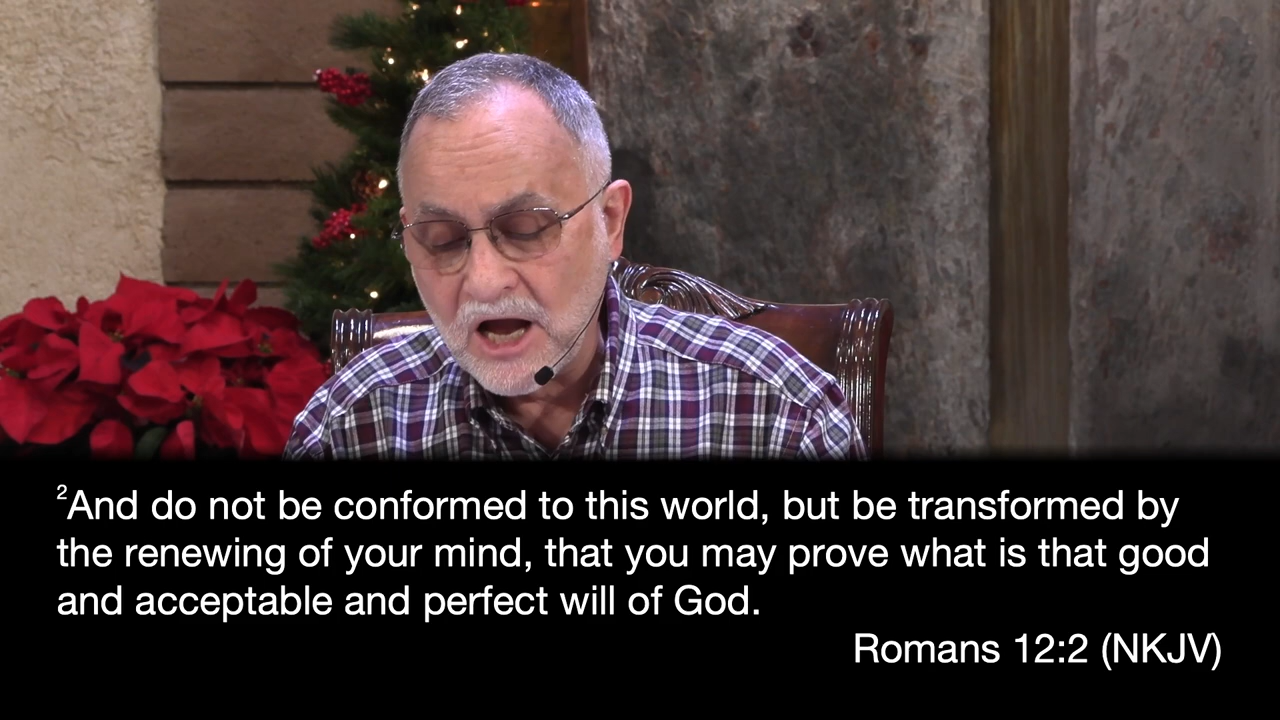 ²And do not be conformed to this world, but be transformed by
the renewing of your mind, that you may prove what is that good
and acceptable and perfect will of God.
Romans 12:2 (NKJV)